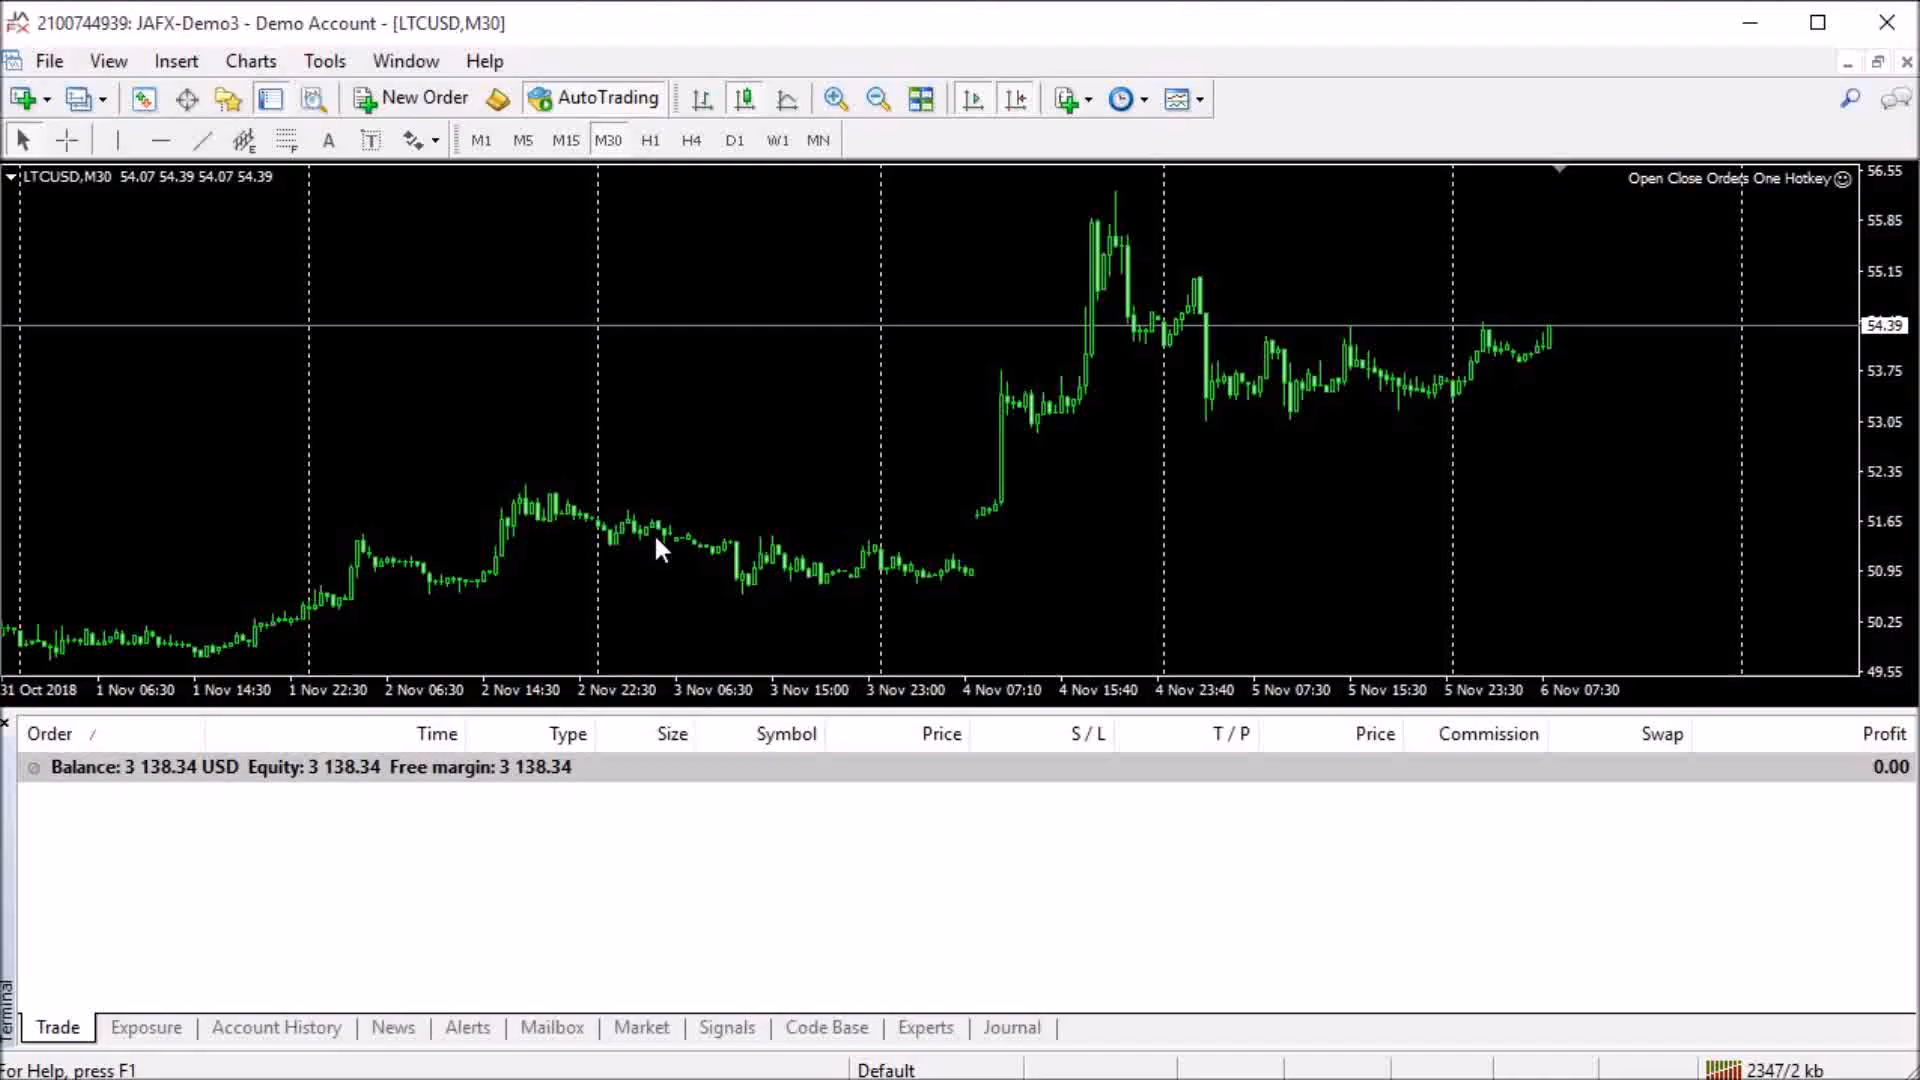 2100744939: JAFX-Demo3 - Demo Account - [LTCUSD,M30]
File View Insert Charts Tools Window Help
New Order AutoTrading
A T M1 M5 M15 M30 H1 H4 D1 W1 MN
LTCUSD,M30 54.07 54.39 54.07 54.39
Open Close Orders One Hotkey
56.55
55.85
55.15
54.39
53.75
53.05
52.35
51.65
50.95
50.25
49.55
31 Oct 2018 1 Nov 06:30 1 Nov 14:30 1 Nov 22:30 2 Nov 06:30 2 Nov 14:30 2 Nov 22:30 3 Nov 06:30 3 Nov 15:00 3 Nov 23:00 4 Nov 07:10 4 Nov 15:40 4 Nov 23:40 5 Nov 07:30 5 Nov 15:30 5 Nov 23:30 6 Nov 07:30
Order / Time Type Size Symbol Price S / L T / P Price Commission Swap Profit
Balance: 3 138.34 USD Equity: 3 138.34 Free margin: 3 138.34 0.00
Terminal
Trade Exposure Account History News Alerts Mailbox Market Signals Code Base Experts Journal
For Help, press F1 Default 2347/2 kb